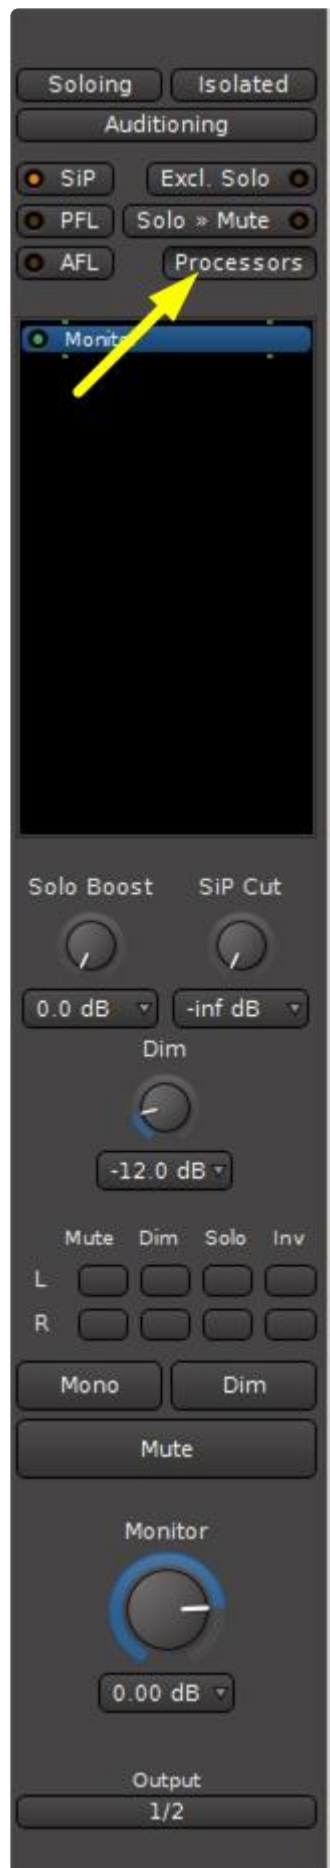 Soloing Isolated
Auditioning
SiP Excl. Solo
PFL Solo » Mute
AFL Processors
Solo Boost SiP Cut
0.0 dB -inf dB
Dim
-12.0 dB
Mute Dim Solo Inv
L
R
Mono Dim
Mute
Monitor
0.00 dB
Output
1/2